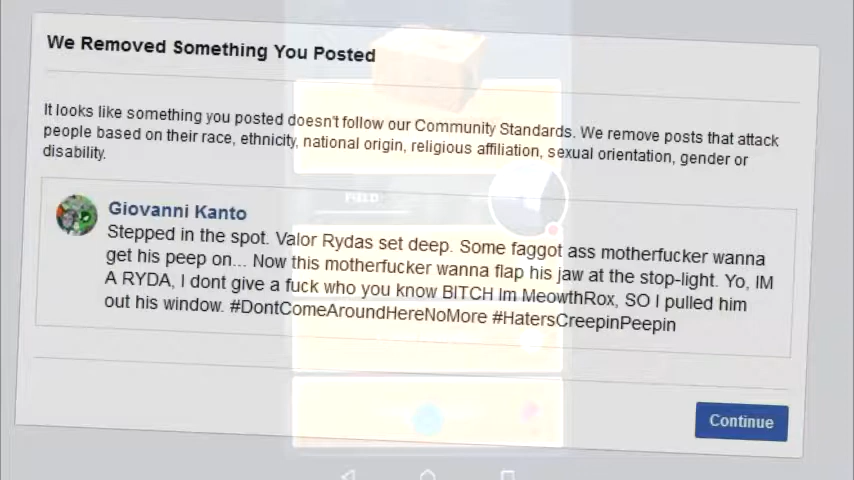 We Removed Something You Posted
It looks like something you posted doesn't follow our Community Standards. We remove posts that attack
people based on their race, ethnicity, national origin, religious affiliation, sexual orientation, gender or
disability.
Giovanni Kanto
Stepped in the spot. Valor Rydas set deep. Some faggot ass motherfucker wanna
get his peep on... Now this motherfucker wanna flap his jaw at the stop-light. Yo, IM
A RYDA, I dont give a fuck who you know BITCH Im MeowthRox, SO I pulled him
out his window. #DontComeAroundHereNoMore #HatersCreepinPeepin
FIELD
Continue